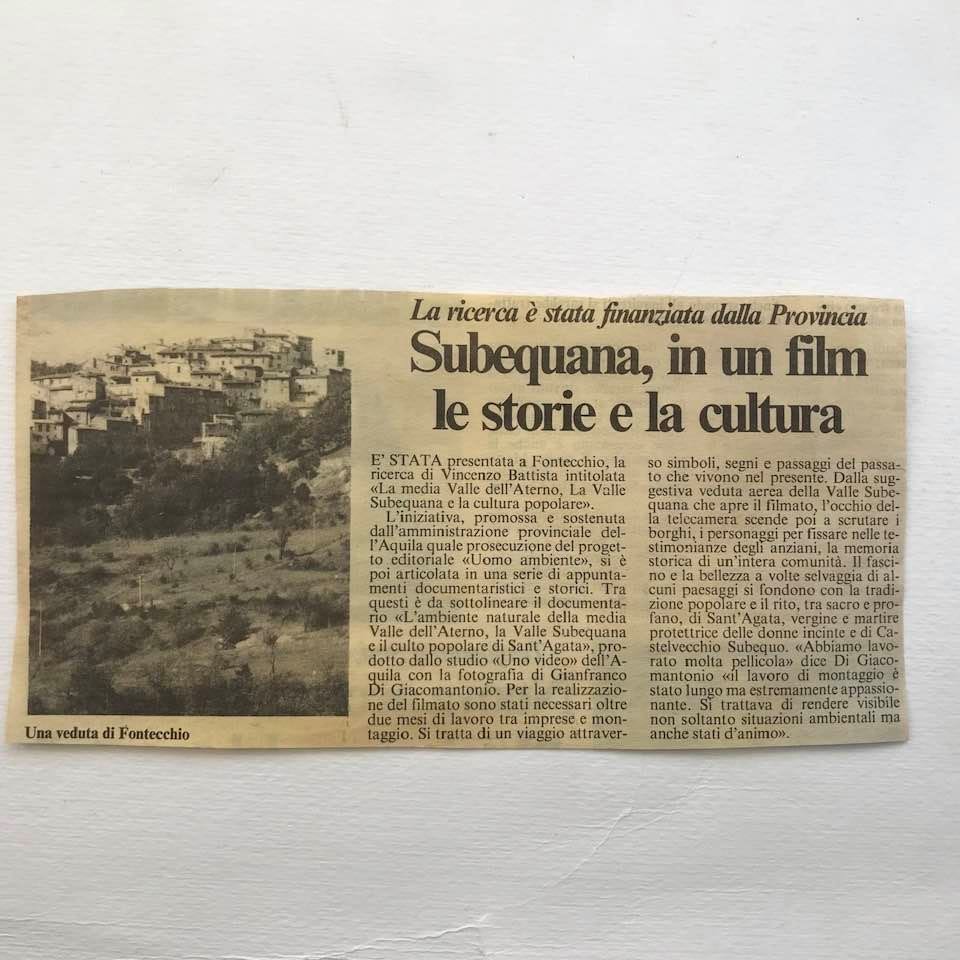 La ricerca è stata finanziata dalla Provincia
Subequana, in un film
le storie e la cultura
E' STATA presentata a Fontecchio, la
ricerca di Vincenzo Battista intitolata
«La media Valle dell'Aterno, La Valle
Subequana e la cultura popolare».
L'iniziativa, promossa e sostenuta
dall'amministrazione provinciale del-
l'Aquila quale prosecuzione del proget-
to editoriale «Uomo ambiente», si è
poi articolata in una serie di appunta-
menti documentaristici e storici. Tra
questi è da sottolineare il documenta-
rio «L'ambiente naturale della media
Valle dell'Aterno, la Valle Subequana
e il culto popolare di Sant'Agata», pro-
dotto dallo studio «Uno video» dell'A-
quila con la fotografia di Gianfranco
Di Giacomantonio. Per la realizzazio-
ne del filmato sono stati necessari oltre
due mesi di lavoro tra imprese e mon-
taggio. Si tratta di un viaggio attraver-
so simboli, segni e passaggi del passa-
to che vivono nel presente. Dalla sug-
gestiva veduta aerea della Valle Sube-
quana che apre il filmato, l'occhio del-
la telecamera scende poi a scrutare i
borghi, i personaggi per fissare nelle te-
stimonianze degli anziani, la memoria
storica di un'intera comunità. Il fasci-
no e la bellezza a volte selvaggia di al-
cuni paesaggi si fondono con la tradi-
zione popolare e il rito, tra sacro e pro-
fano, di Sant'Agata, vergine e martire
protettrice delle donne incinte e di Ca-
stelvecchio Subequo. «Abbiamo lavo-
rato molta pellicola» dice Di Giaco-
mantonio «il lavoro di montaggio è
stato lungo ma estremamente appassio-
nante. Si trattava di rendere visibile
non soltanto situazioni ambientali ma
anche stati d'animo».
Una veduta di Fontecchio